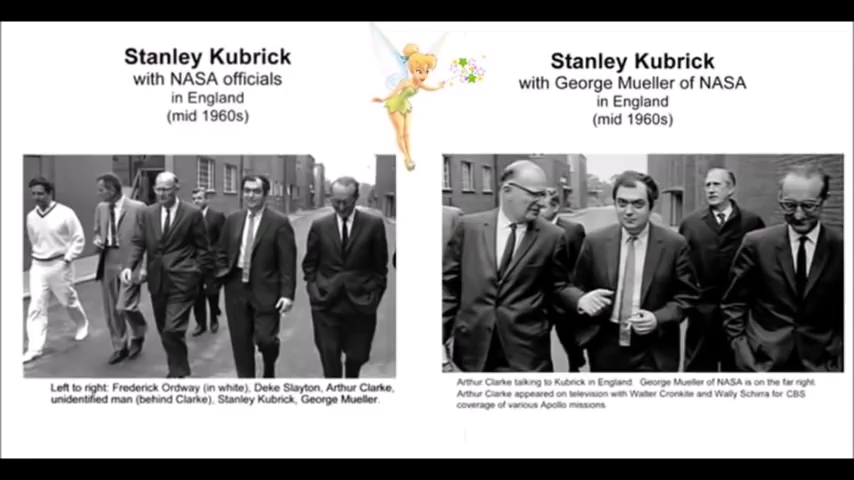 Stanley Kubrick
with NASA officials
in England
(mid 1960s)
Left to right: Frederick Ordway (in white), Deke Slayton, Arthur Clarke,
unidentified man (behind Clarke), Stanley Kubrick, George Mueller.
Stanley Kubrick
with George Mueller of NASA
in England
(mid 1960s)
Arthur Clarke talking to Kubrick in England. George Mueller of NASA is on the far right.
Arthur Clarke appeared on television with Walter Cronkite and Wally Schirra for CBS
coverage of various Apollo missions.